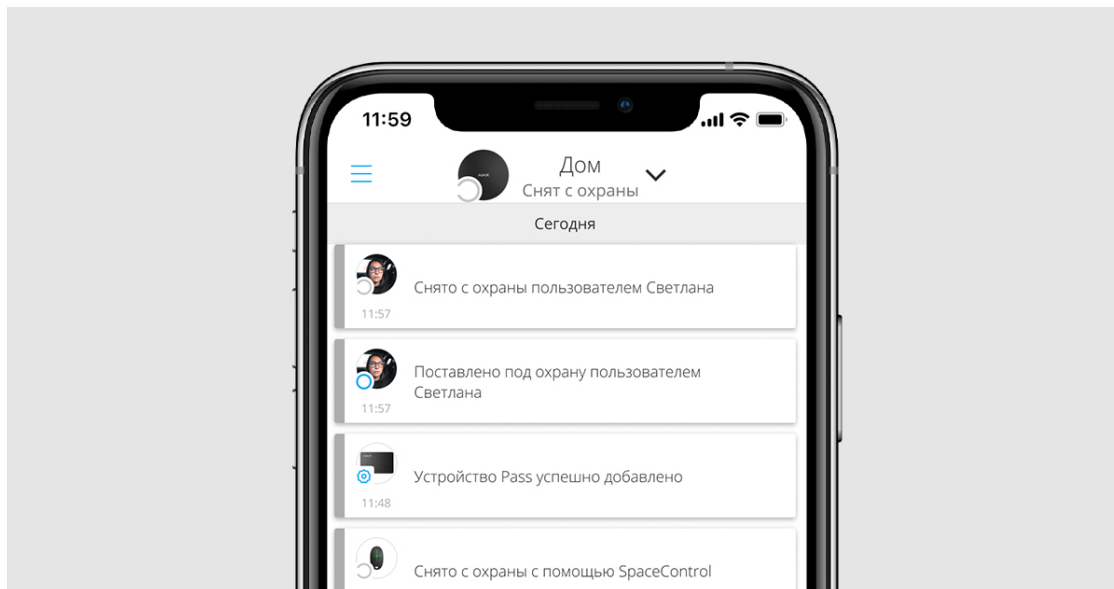 11:59
Дом
Снят с охраны
Сегодня
Снято с охраны пользователем Светлана
11:57
Поставлено под охрану пользователем
Светлана
11:57
Устройство Pass успешно добавлено
11:48
Снято с охраны с помощью SpaceControl